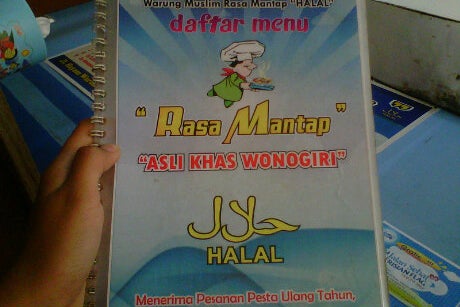 Warung Muslim Rasa Mantap "HALAL"
daftar menu
"Rasa Mantap"
"ASLI KHAS WONOGIRI"
حلال
HALAL
Menerima Pesanan Pesta Ulang Tahun,